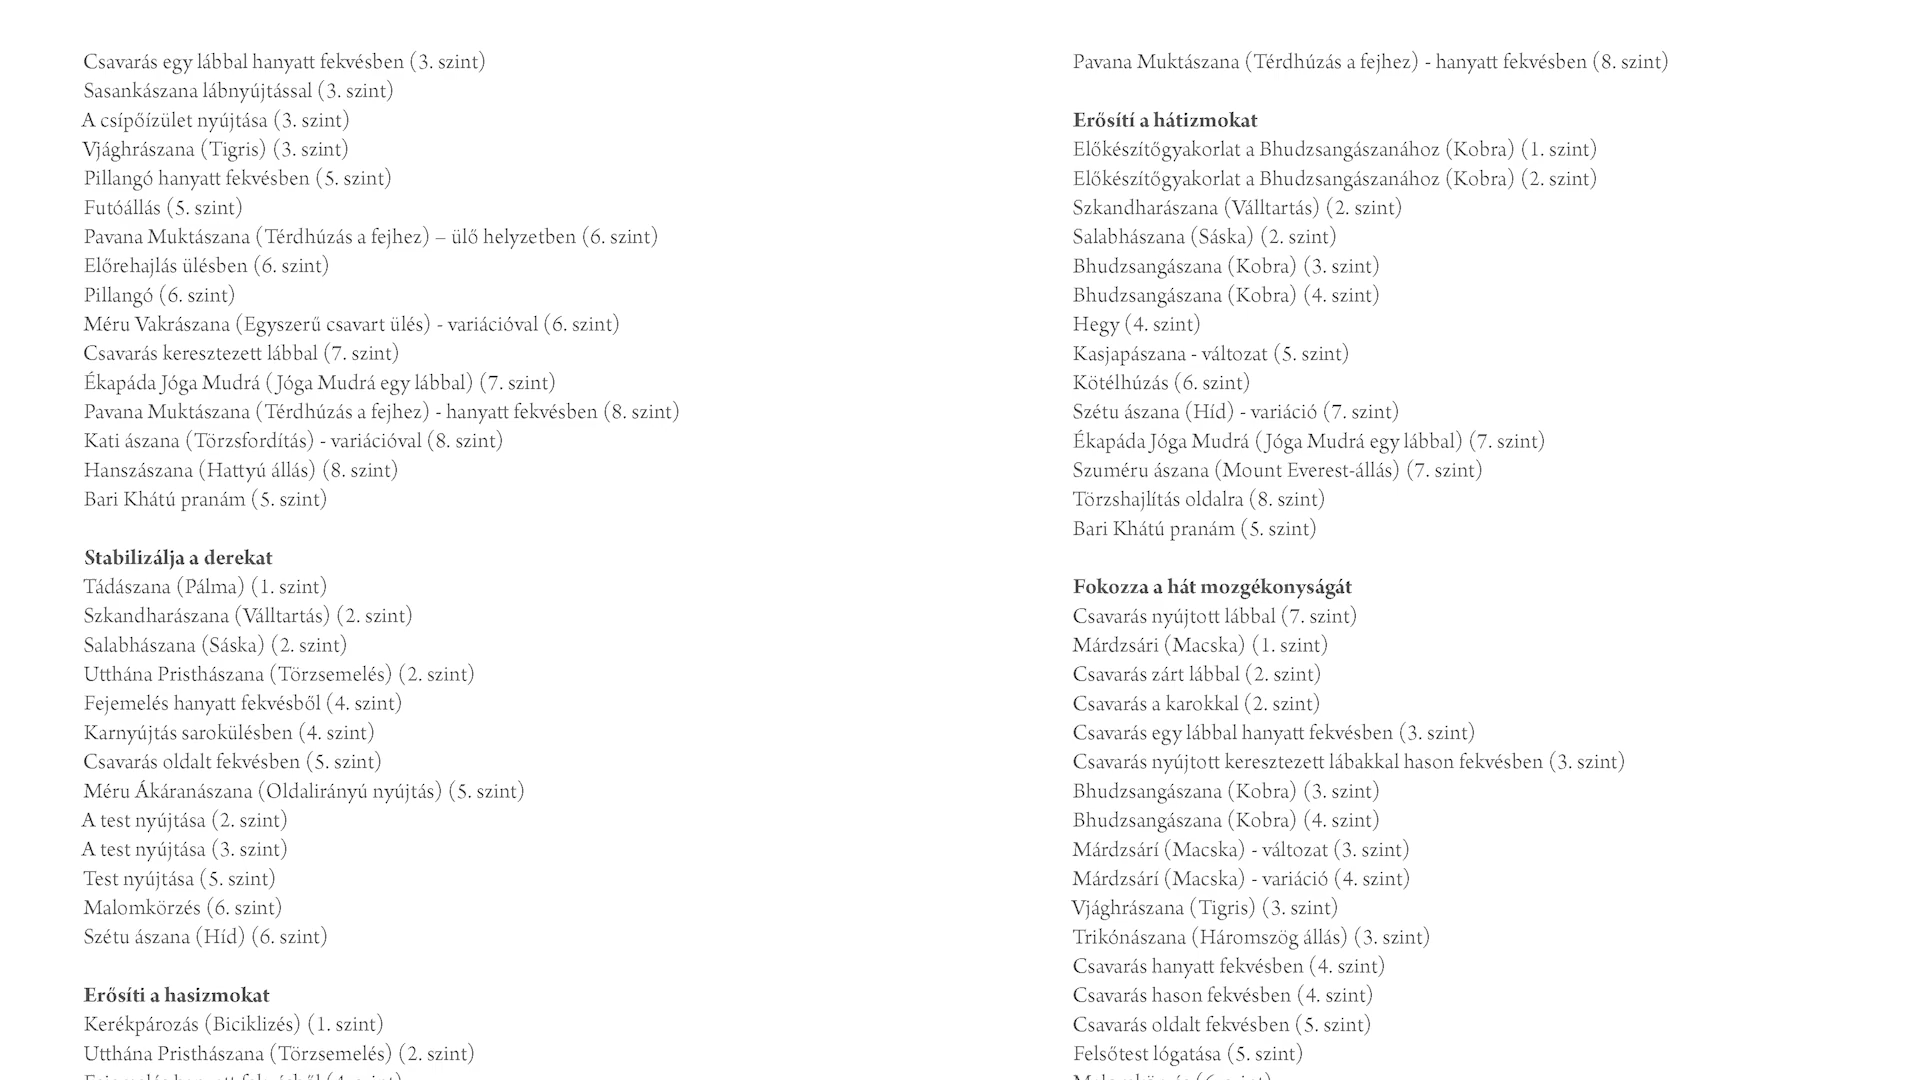 Csavarás egy lábbal hanyatt fekvésben (3. szint)
Sasankászana lábnyújtással (3. szint)
A csípőízület nyújtása (3. szint)
Vjághrászana (Tigris) (3. szint)
Pillangó hanyatt fekvésben (5. szint)
Futóállás (5. szint)
Pavana Muktászana (Térdhúzás a fejhez) – ülő helyzetben (6. szint)
Előrehajlás ülésben (6. szint)
Pillangó (6. szint)
Méru Vakrászana (Egyszerű csavart ülés) - variációval (6. szint)
Csavarás keresztezett lábbal (7. szint)
Ékapáda Jóga Mudrá (Jóga Mudrá egy lábbal) (7. szint)
Pavana Muktászana (Térdhúzás a fejhez) - hanyatt fekvésben (8. szint)
Kati ászana (Törzsfordítás) - variációval (8. szint)
Hanszászana (Hattyú állás) (8. szint)
Bari Khátú pranám (5. szint)
Stabilizálja a derekat
Tádászana (Pálma) (1. szint)
Szkandharászana (Válltartás) (2. szint)
Salabhászana (Sáska) (2. szint)
Utthána Pristhászana (Törzsemelés) (2. szint)
Fejemelés hanyatt fekvésből (4. szint)
Karnyújtás sarokülésben (4. szint)
Csavarás oldalt fekvésben (5. szint)
Méru Ákáranászana (Oldalirányú nyújtás) (5. szint)
A test nyújtása (2. szint)
A test nyújtása (3. szint)
Test nyújtása (5. szint)
Malomkörzés (6. szint)
Szétu ászana (Híd) (6. szint)
Erősíti a hasizmokat
Kerékpározás (Biciklizés) (1. szint)
Utthána Pristhászana (Törzsemelés) (2. szint)
Fejemelés hanyatt fekvésből (4. szint)
Pavana Muktászana (Térdhúzás a fejhez) - hanyatt fekvésben (8. szint)
Erősítí a hátizmokat
Előkészítőgyakorlat a Bhudzsangászanához (Kobra) (1. szint)
Előkészítőgyakorlat a Bhudzsangászanához (Kobra) (2. szint)
Szkandharászana (Válltartás) (2. szint)
Salabhászana (Sáska) (2. szint)
Bhudzsangászana (Kobra) (3. szint)
Bhudzsangászana (Kobra) (4. szint)
Hegy (4. szint)
Kasjapászana - változat (5. szint)
Kötélhúzás (6. szint)
Szétu ászana (Híd) - variáció (7. szint)
Ékapáda Jóga Mudrá (Jóga Mudrá egy lábbal) (7. szint)
Szuméru ászana (Mount Everest-állás) (7. szint)
Törzshajlítás oldalra (8. szint)
Bari Khátú pranám (5. szint)
Fokozza a hát mozgékonyságát
Csavarás nyújtott lábbal (7. szint)
Márdzsári (Macska) (1. szint)
Csavarás zárt lábbal (2. szint)
Csavarás a karokkal (2. szint)
Csavarás egy lábbal hanyatt fekvésben (3. szint)
Csavarás nyújtott keresztezett lábakkal hason fekvésben (3. szint)
Bhudzsangászana (Kobra) (3. szint)
Bhudzsangászana (Kobra) (4. szint)
Márdzsárí (Macska) - változat (3. szint)
Márdzsárí (Macska) - variáció (4. szint)
Vjághrászana (Tigris) (3. szint)
Trikónászana (Háromszög állás) (3. szint)
Csavarás hanyatt fekvésben (4. szint)
Csavarás hason fekvésben (4. szint)
Csavarás oldalt fekvésben (5. szint)
Felsőtest lógatása (5. szint)
Malomkörzés (6. szint)